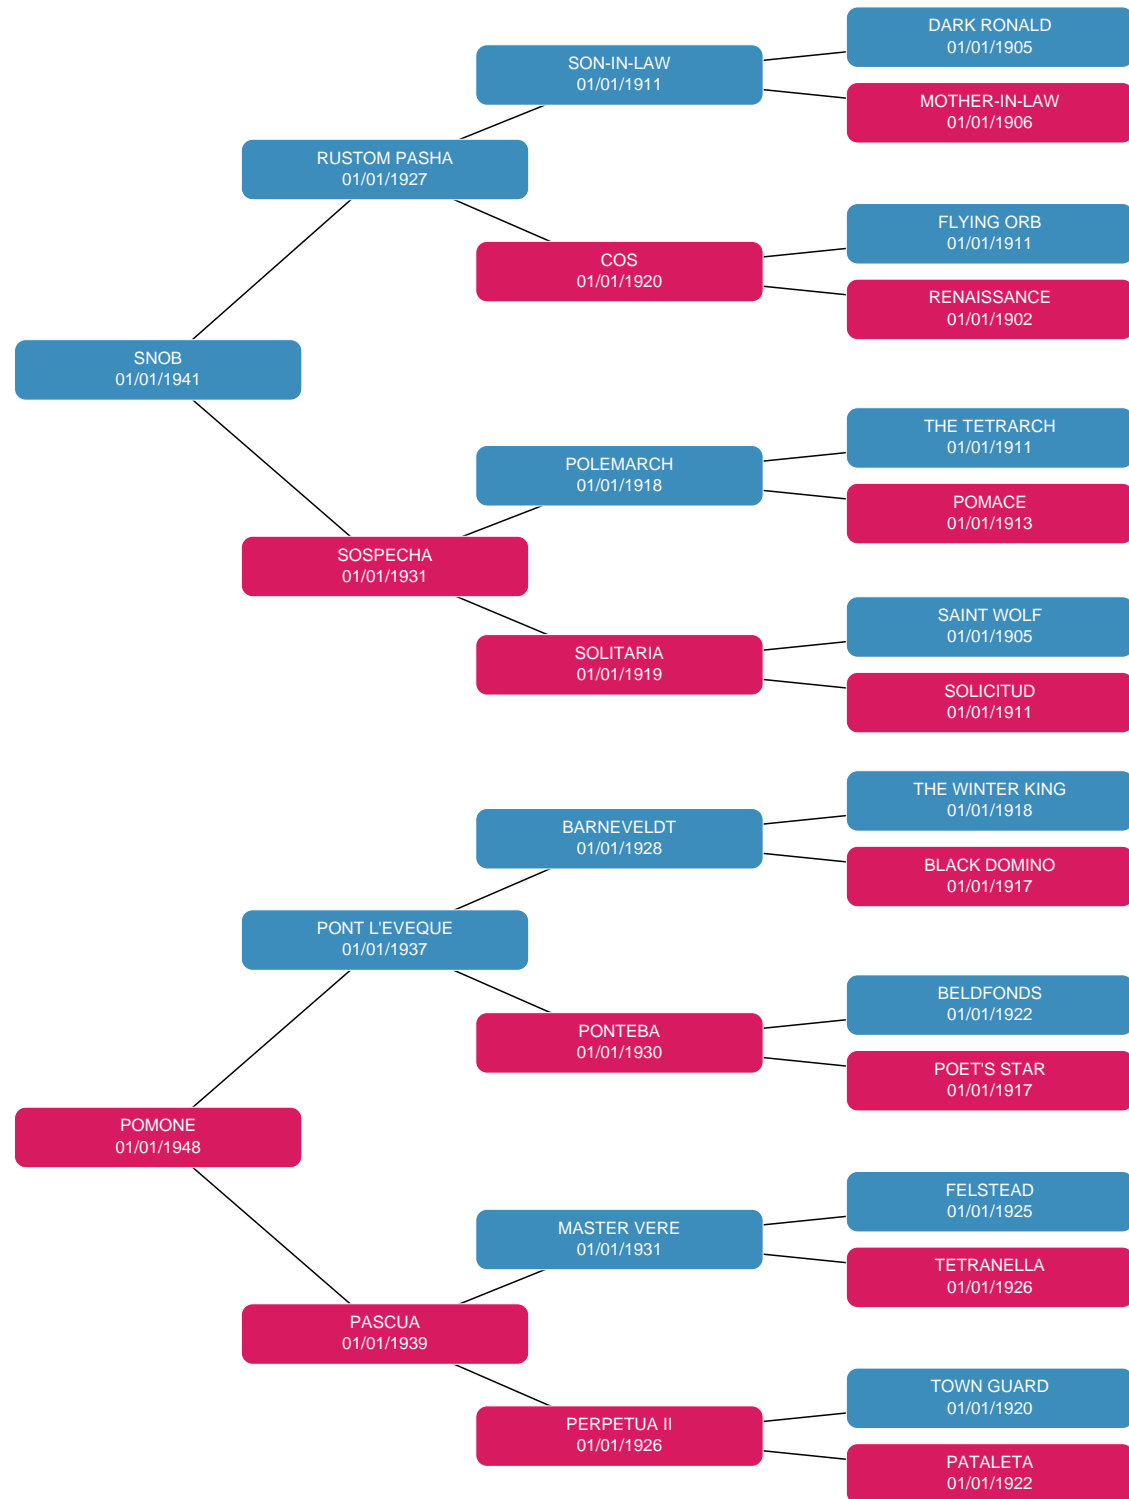 DARK RONALD
01/01/1905
SON-IN-LAW
01/01/1911
MOTHER-IN-LAW
01/01/1906
RUSTOM PASHA
01/01/1927
FLYING ORB
01/01/1911
COS
01/01/1920
RENAISSANCE
01/01/1902
SNOB
01/01/1941
THE TETRARCH
01/01/1911
POLEMARCH
01/01/1918
POMACE
01/01/1913
SOSPECHA
01/01/1931
SAINT WOLF
01/01/1905
SOLITARIA
01/01/1919
SOLICITUD
01/01/1911
THE WINTER KING
01/01/1918
BARNEVELDT
01/01/1928
BLACK DOMINO
01/01/1917
PONT L'EVEQUE
01/01/1937
BELDFONDS
01/01/1922
PONTEBA
01/01/1930
POET'S STAR
01/01/1917
POMONE
01/01/1948
FELSTEAD
01/01/1925
MASTER VERE
01/01/1931
TETRANELLA
01/01/1926
PASCUA
01/01/1939
TOWN GUARD
01/01/1920
PERPETUA II
01/01/1926
PATALETA
01/01/1922